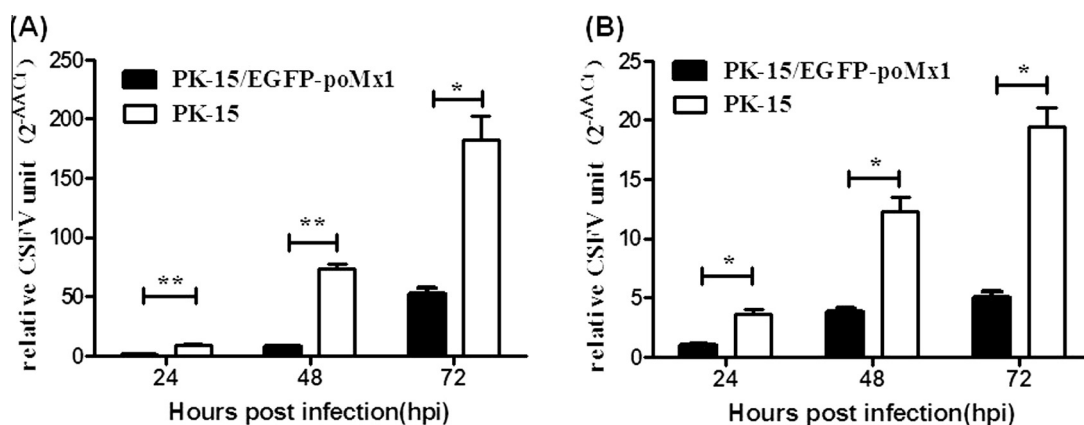 (A)
relative CSFV unit (2-AACt)
250
200
150
100
50
0
PK-15/EGFP-poMx1
PK-15
**
**
*
24 48 72
Hours post infection(hpi)
(B)
relative CSFV unit (2-AACt)
25
20
15
10
5
0
PK-15/EGFP-poMx1
PK-15
*
*
*
24 48 72
Hours post infection(hpi)